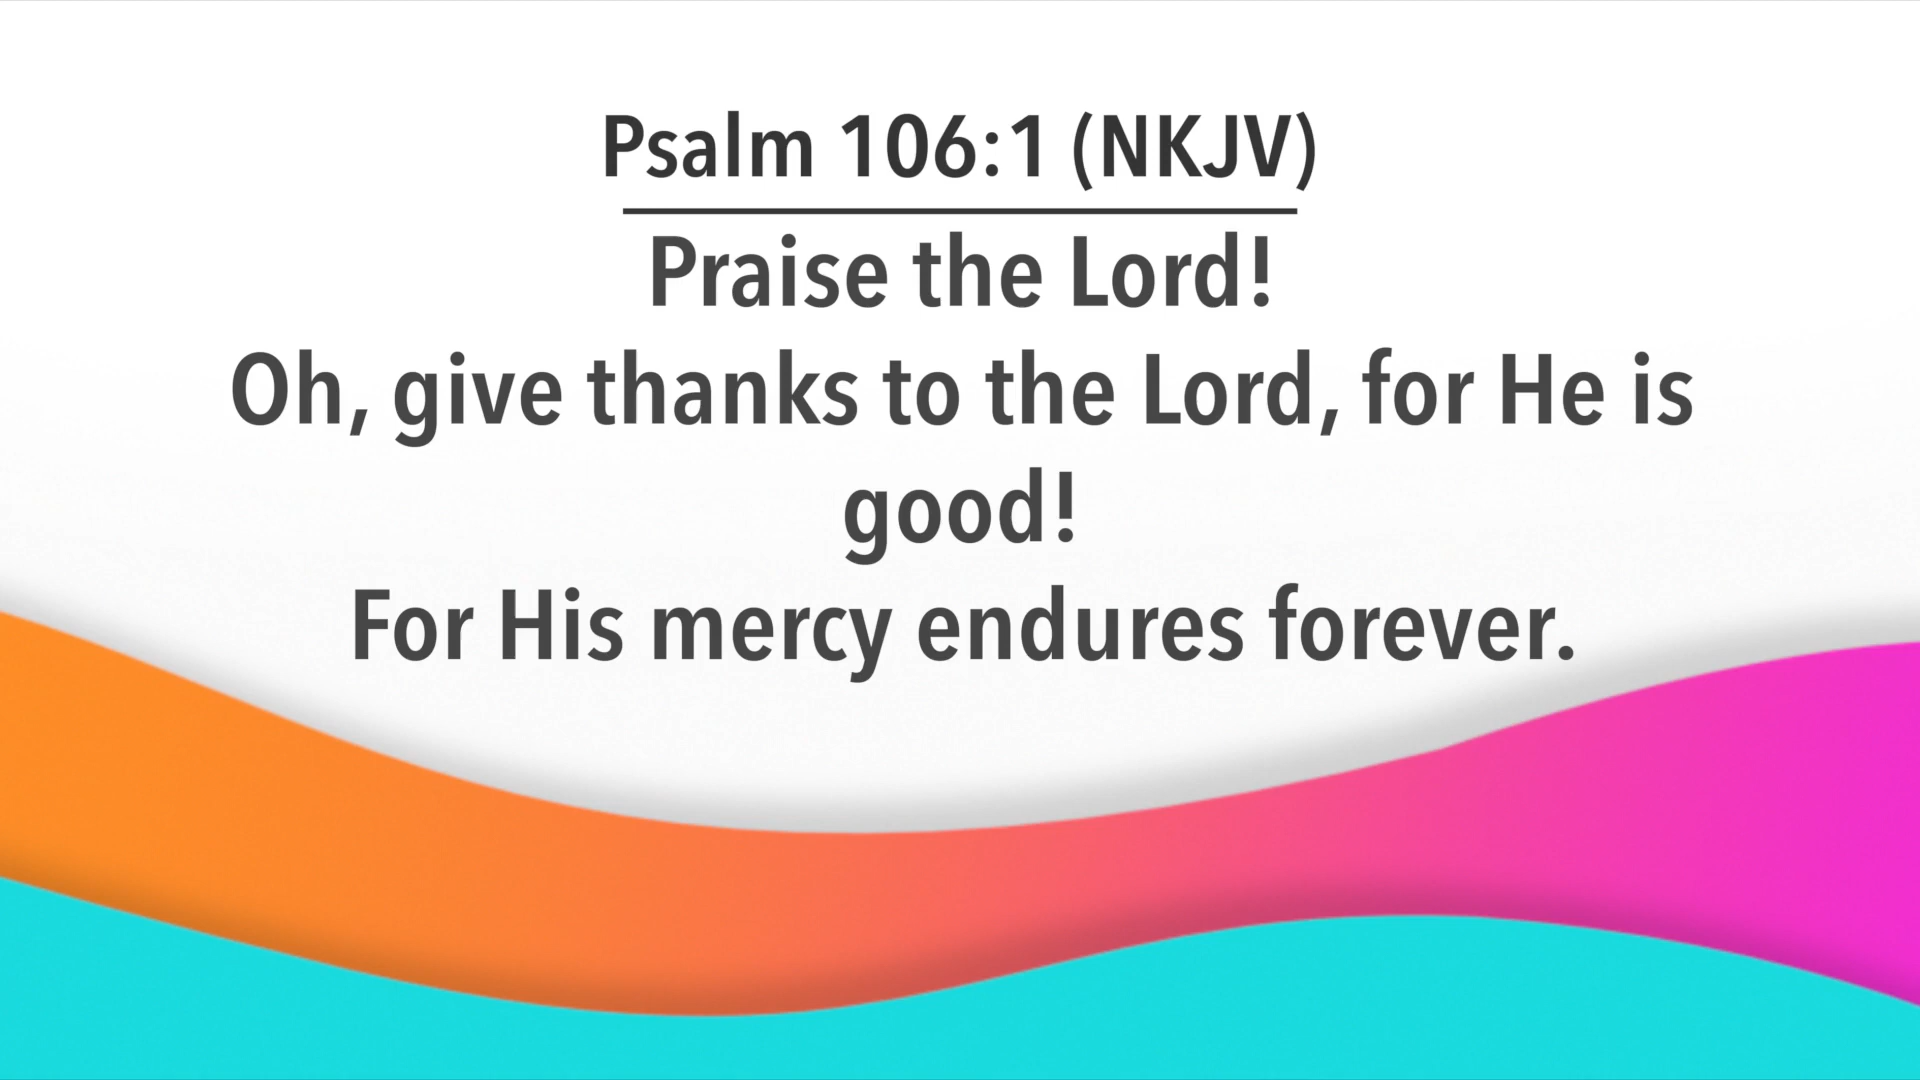 Psalm 106:1 (NKJV)
Praise the Lord!
Oh, give thanks to the Lord, for He is
good!
For His mercy endures forever.